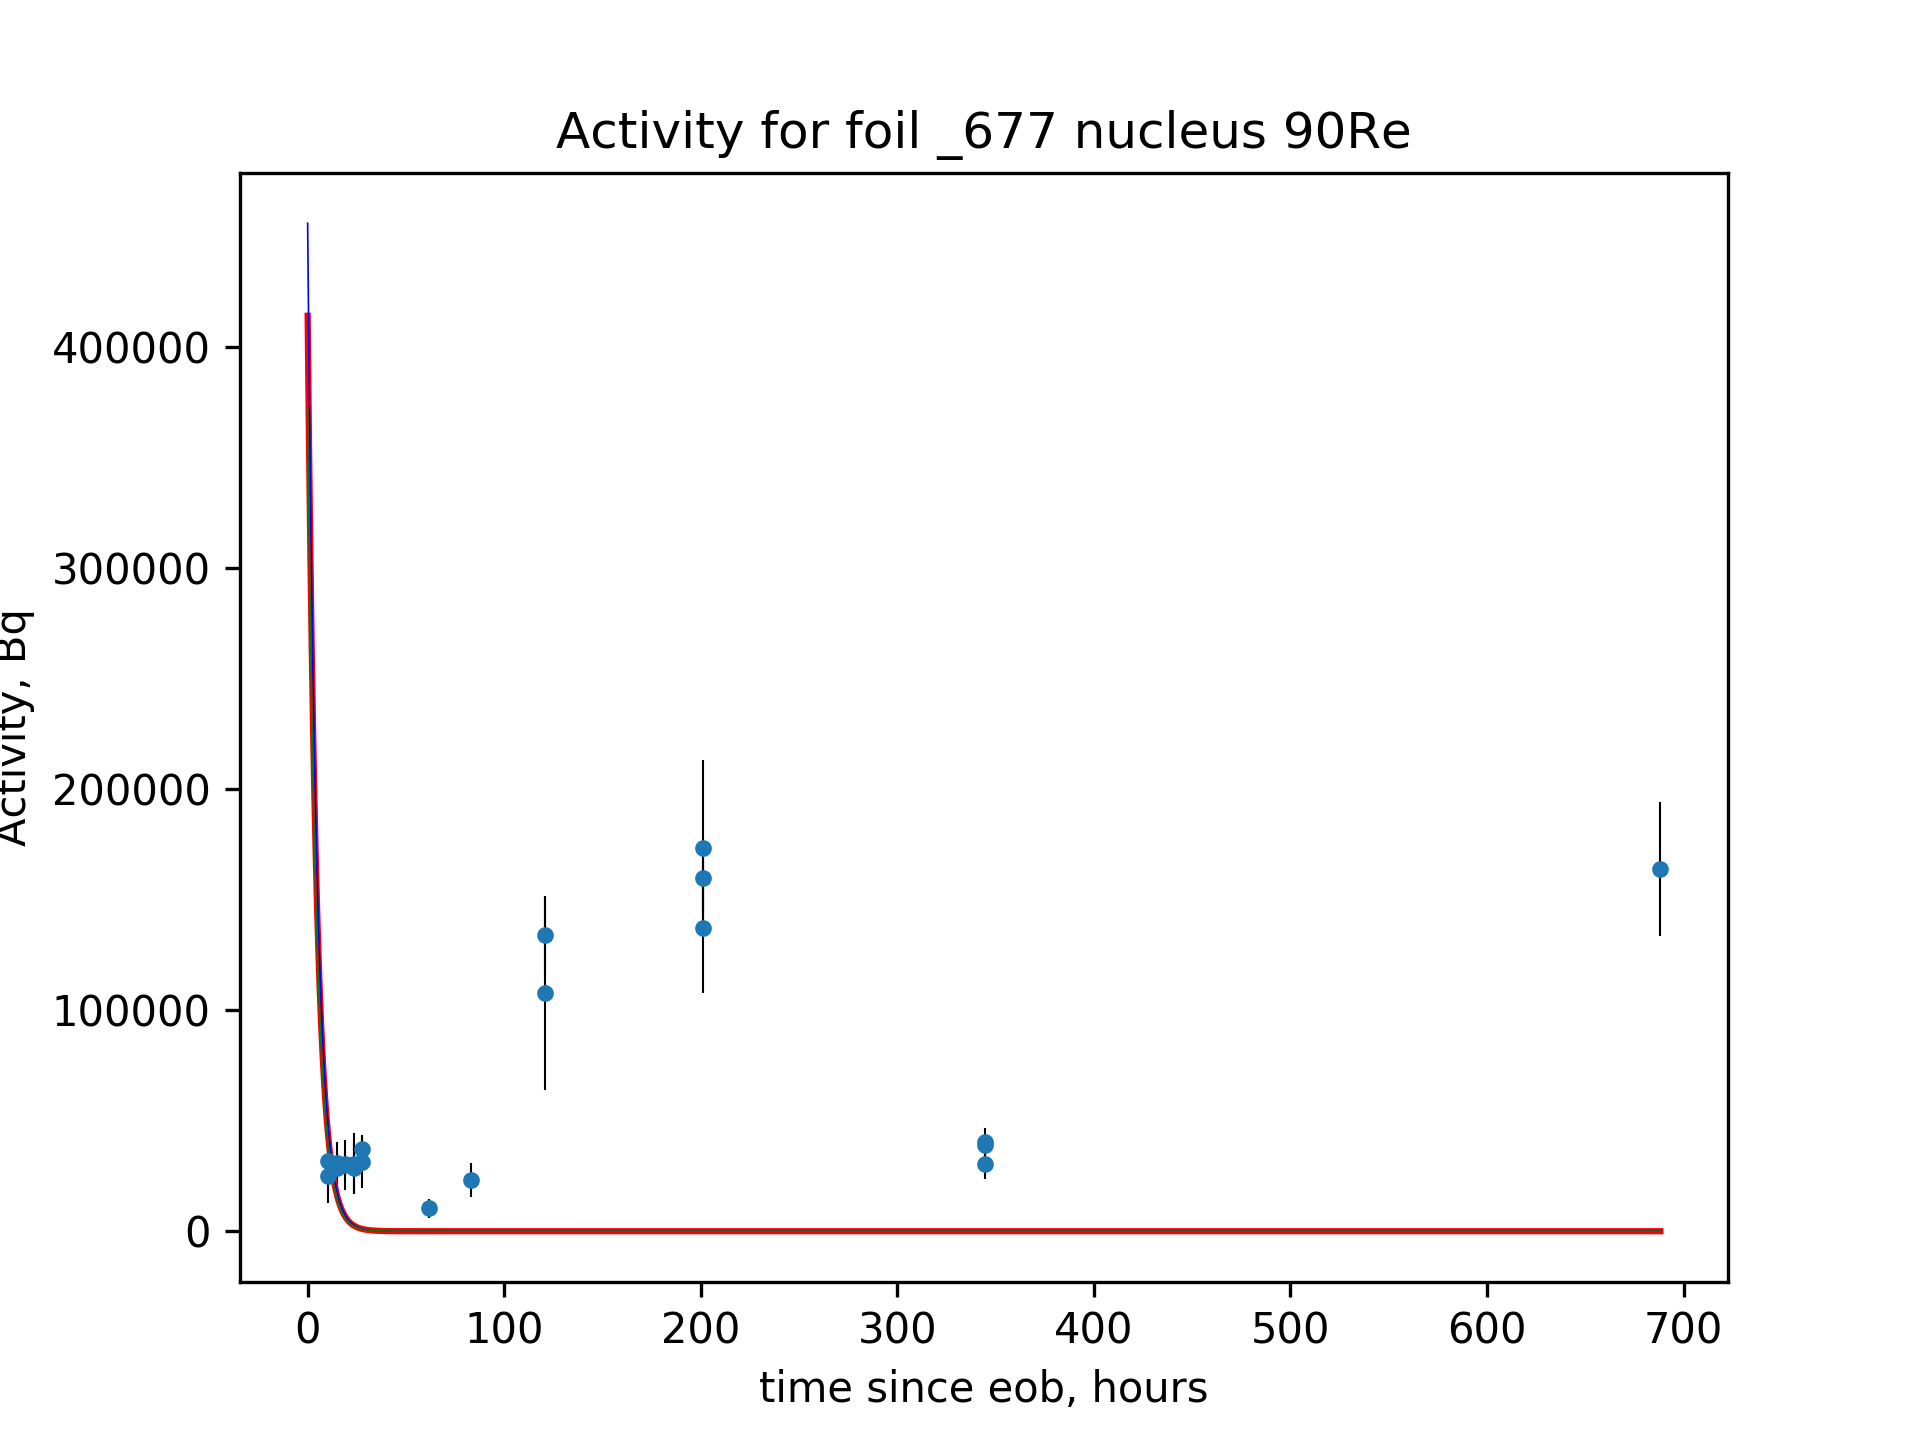 Activity for foil _677 nucleus 90Re
Activity, Bq
400000
300000
200000
100000
0
0 100 200 300 400 500 600 700
time since eob, hours